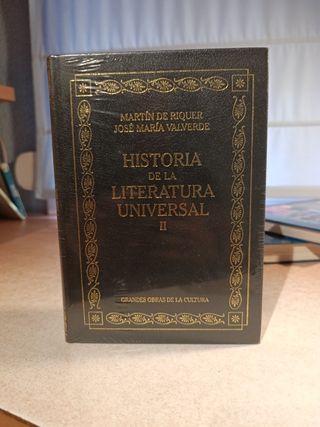 MARTÍN DE RIQUER
JOSÉ MARÍA VALVERDE
HISTORIA
DE LA
LITERATURA
UNIVERSAL
II
GRANDES OBRAS DE LA CULTURA